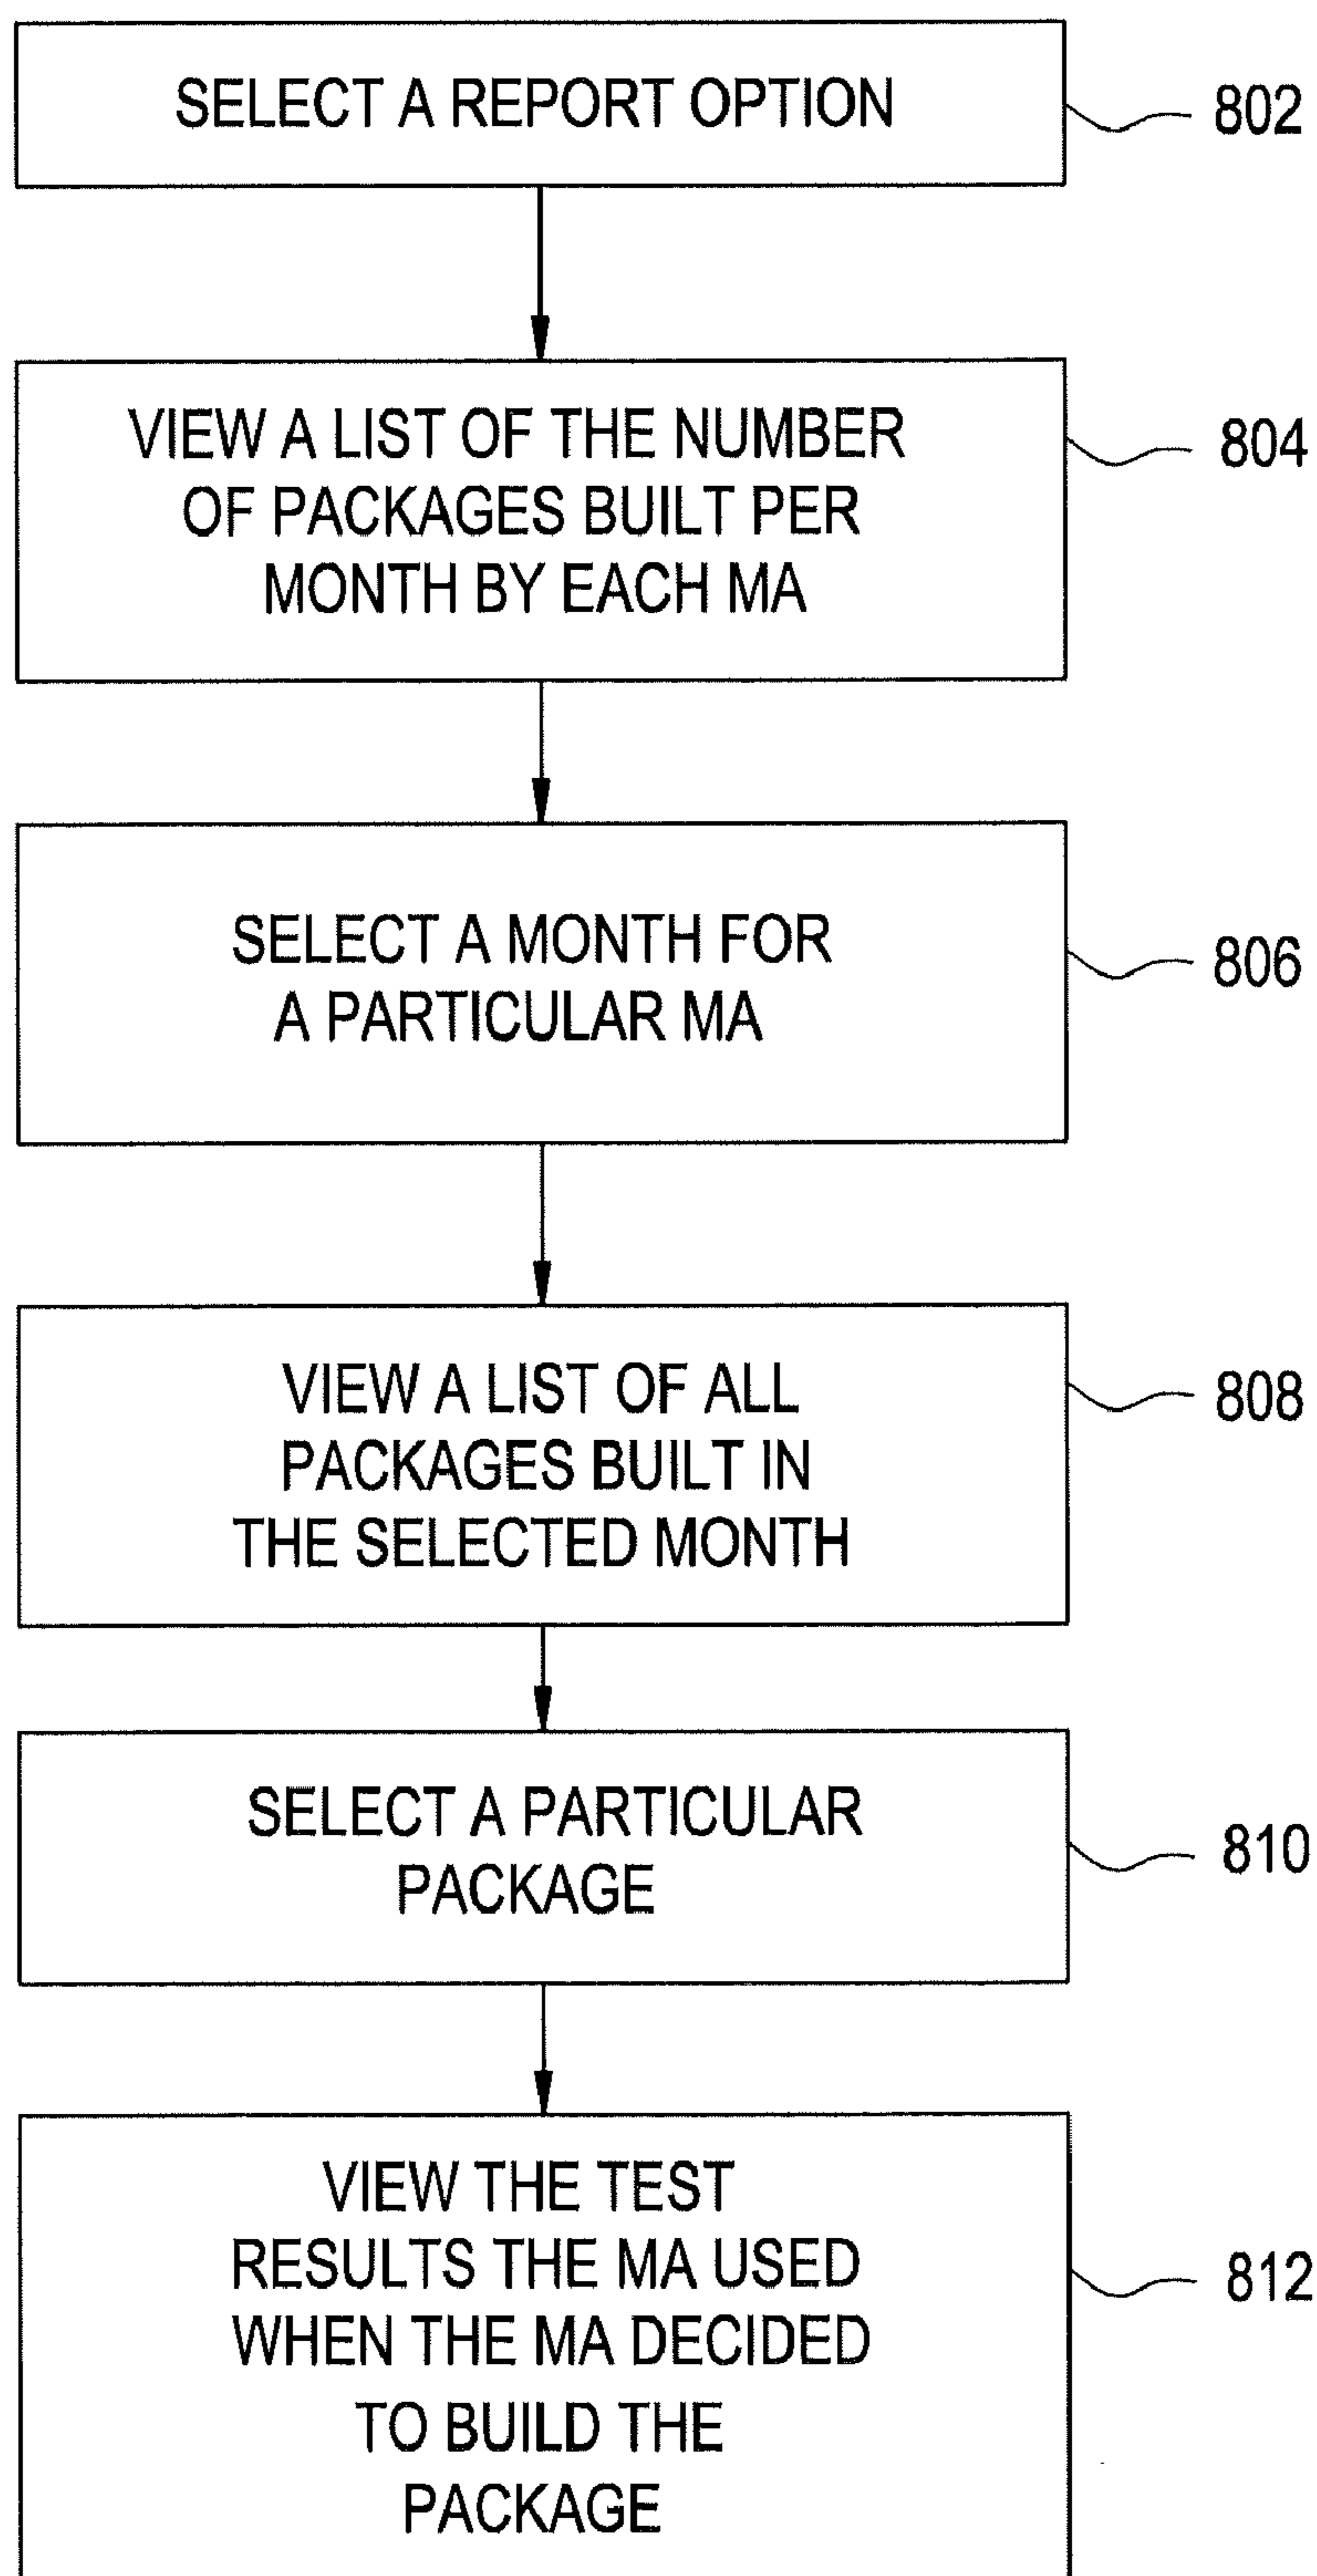 SELECT A REPORT OPTION
802
VIEW A LIST OF THE NUMBER
OF PACKAGES BUILT PER
MONTH BY EACH MA
804
SELECT A MONTH FOR
A PARTICULAR MA
806
VIEW A LIST OF ALL
PACKAGES BUILT IN
THE SELECTED MONTH
808
SELECT A PARTICULAR
PACKAGE
810
VIEW THE TEST
RESULTS THE MA USED
WHEN THE MA DECIDED
TO BUILD THE
PACKAGE
812